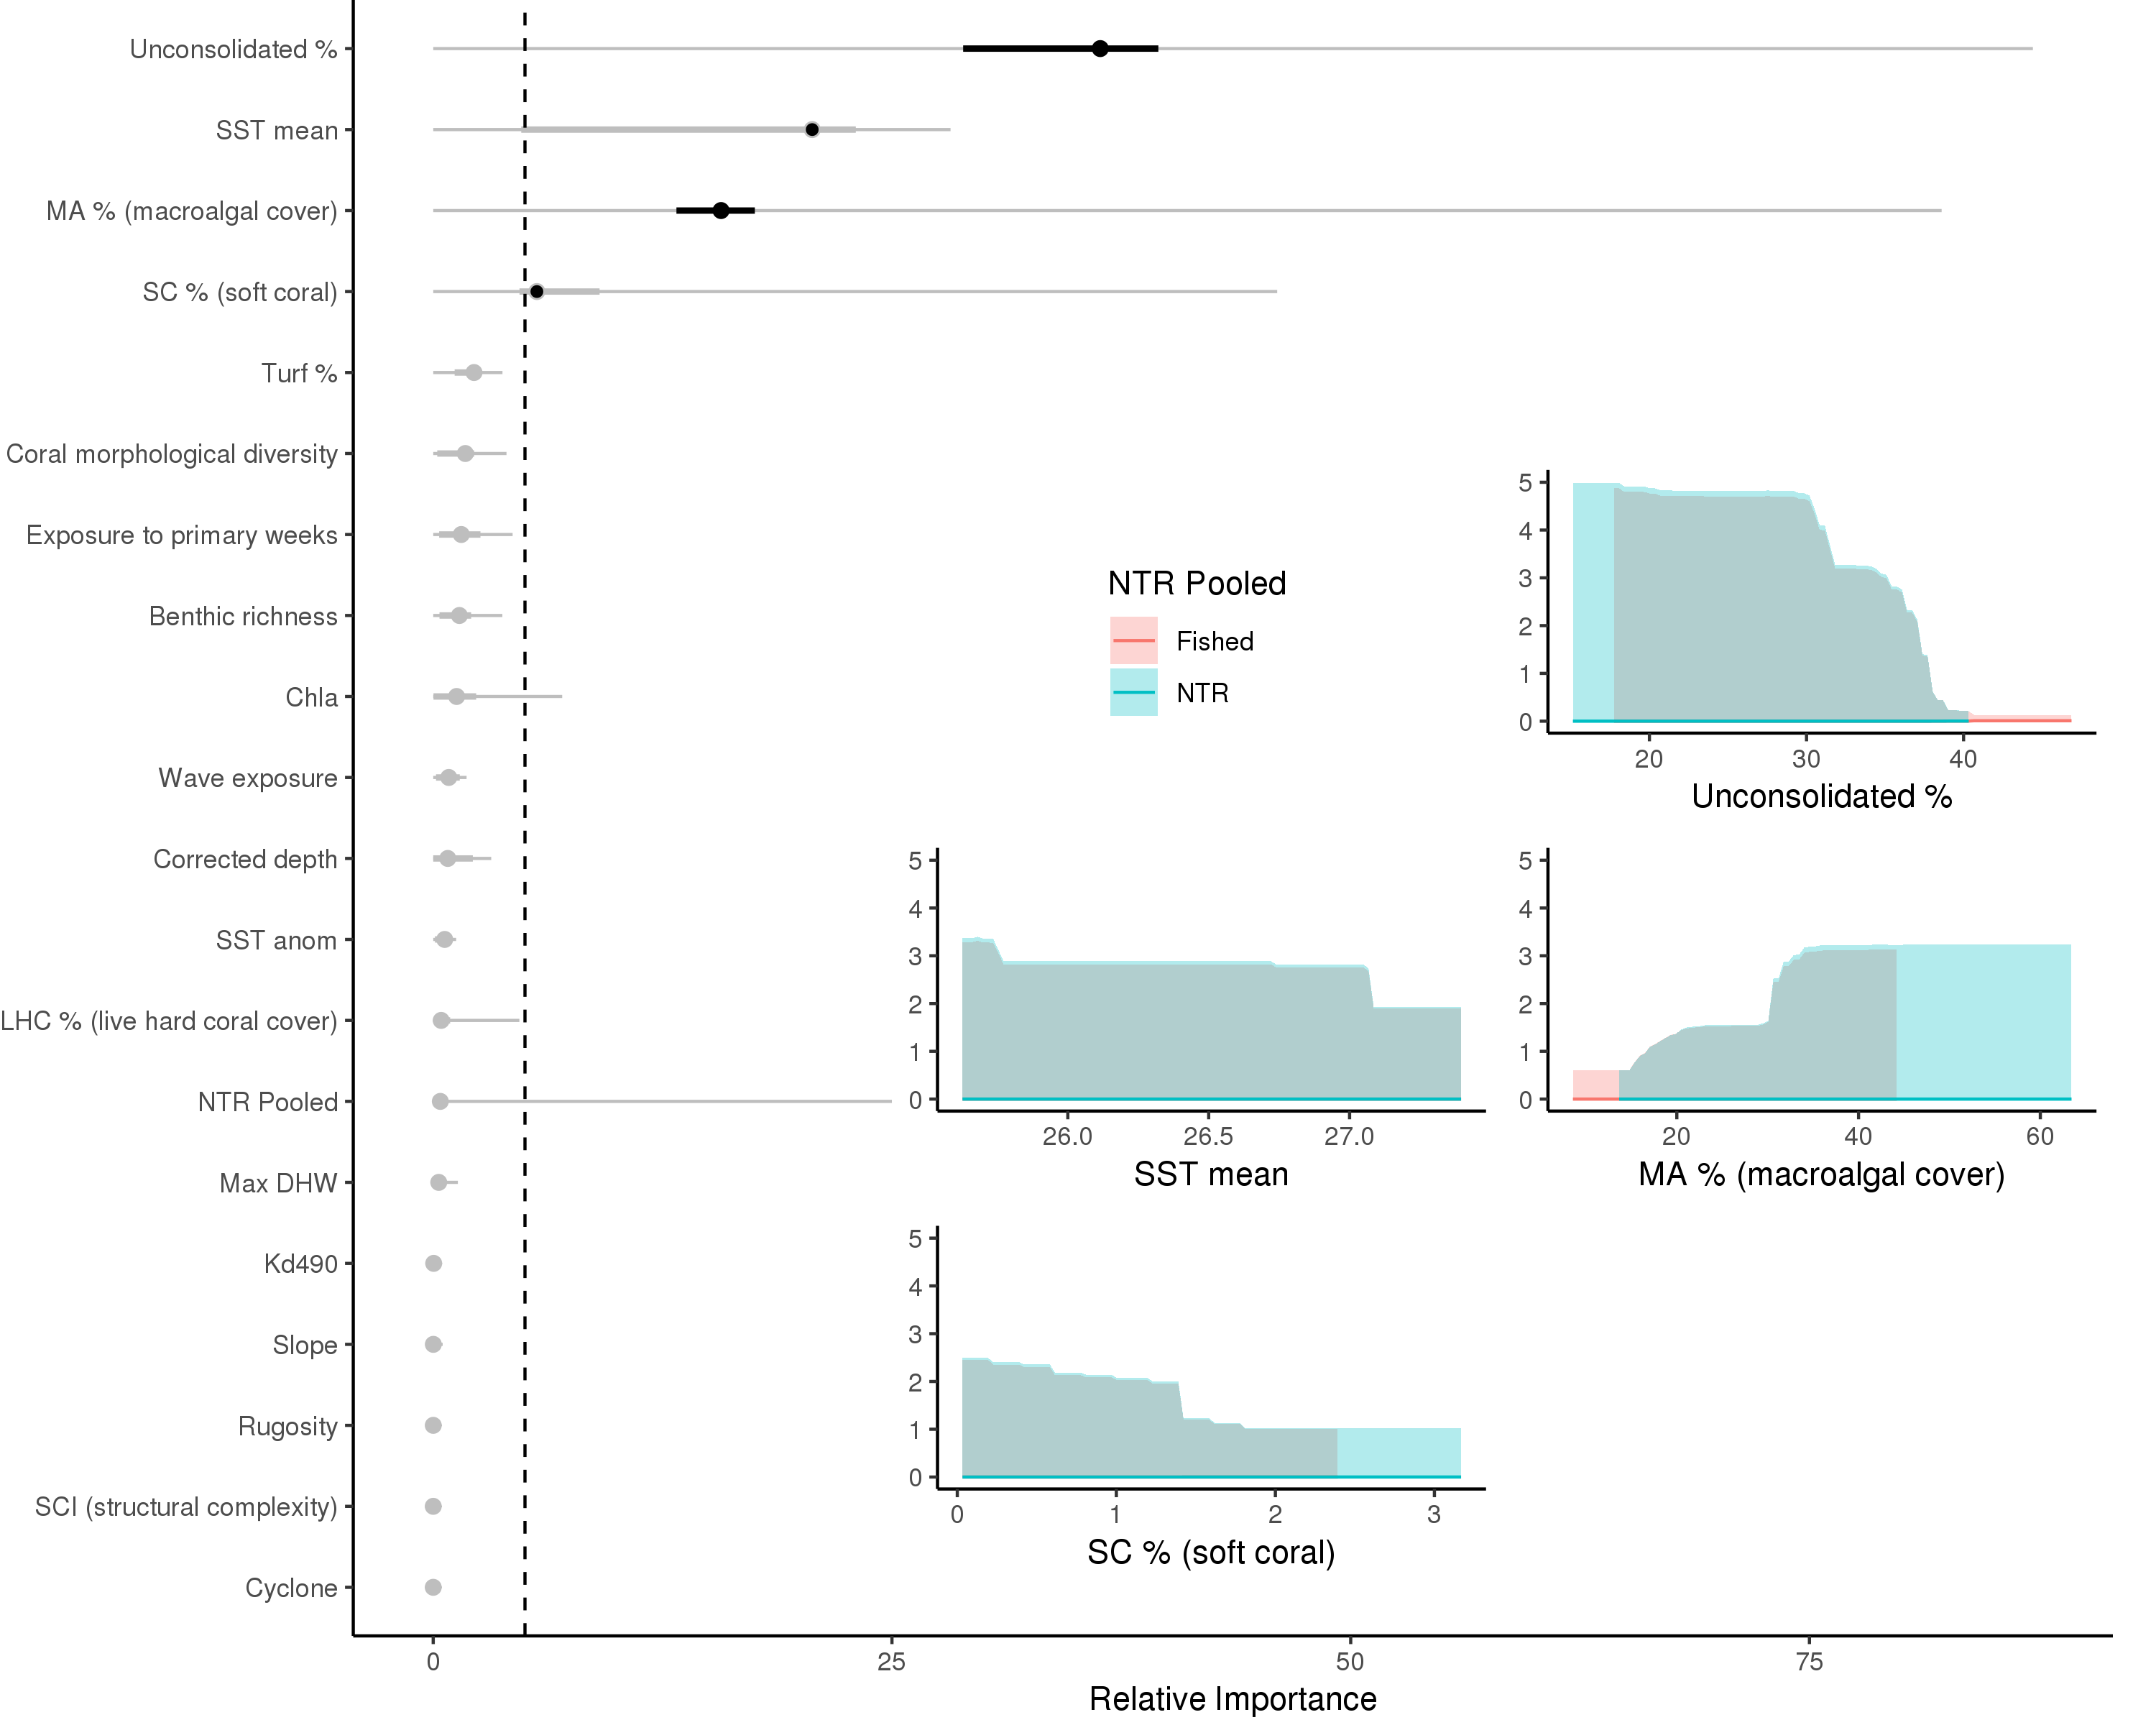 Unconsolidated %
SST mean
MA % (macroalgal cover)
SC % (soft coral)
Turf %
Coral morphological diversity
Exposure to primary weeks
Benthic richness
Chla
Wave exposure
Corrected depth
SST anom
LHC % (live hard coral cover)
NTR Pooled
Max DHW
Kd490
Slope
Rugosity
SCI (structural complexity)
Cyclone
0 25 50 75
Relative Importance
NTR Pooled
Fished
NTR
5
4
3
2
1
0
20 30 40
Unconsolidated %
5
4
3
2
1
0
26.0 26.5 27.0
SST mean
5
4
3
2
1
0
20 40 60
MA % (macroalgal cover)
5
4
3
2
1
0
0 1 2 3
SC % (soft coral)